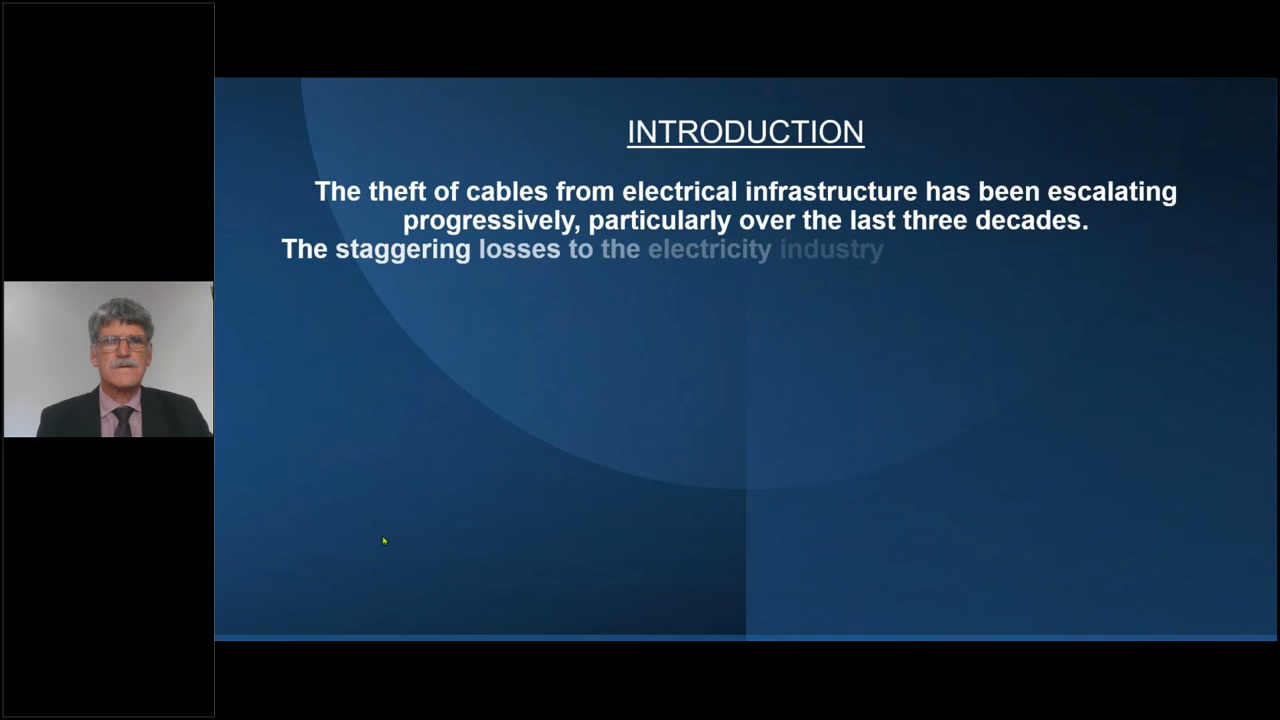 INTRODUCTION
The theft of cables from electrical infrastructure has been escalating
progressively, particularly over the last three decades.
The staggering losses to the electricity industry